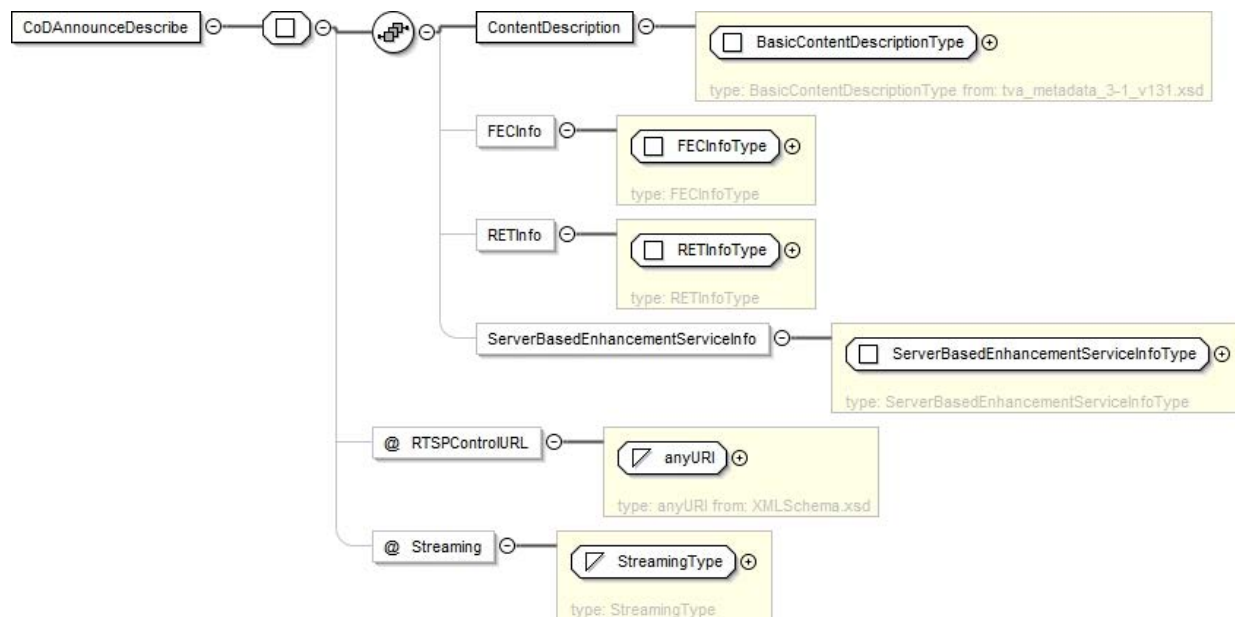 CoDAnnounceDescribe
ContentDescription
BasicContentDescriptionType
type: BasicContentDescriptionType from: tva_metadata_3-1_v131.xsd
FECInfo
FECInfoType
type: FECInfoType
RETInfo
RETInfoType
type: RETInfoType
ServerBasedEnhancementServiceInfo
ServerBasedEnhancementServiceInfoType
type: ServerBasedEnhancementServiceInfoType
@ RTSPControlURL
anyURI
type: anyURI from: XMLSchema.xsd
@ Streaming
StreamingType
type: StreamingType